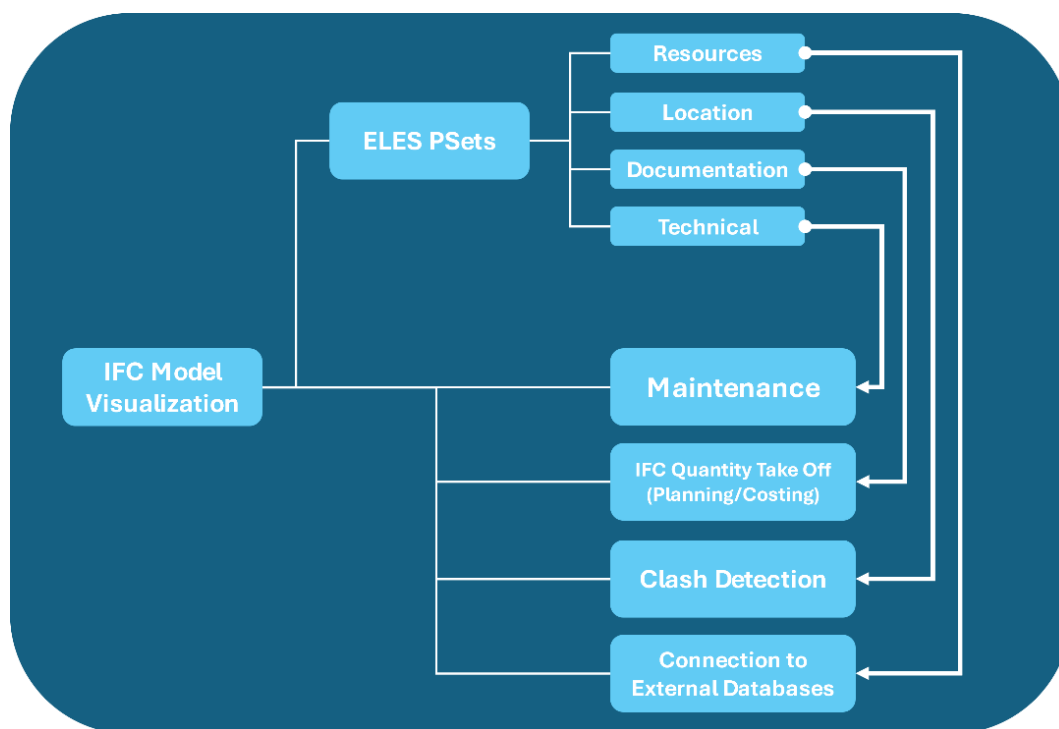 Resources
Location
ELES PSets
Documentation
Technical
IFC Model
Visualization
Maintenance
IFC Quantity Take Off
(Planning/Costing)
Clash Detection
Connection to
External Databases